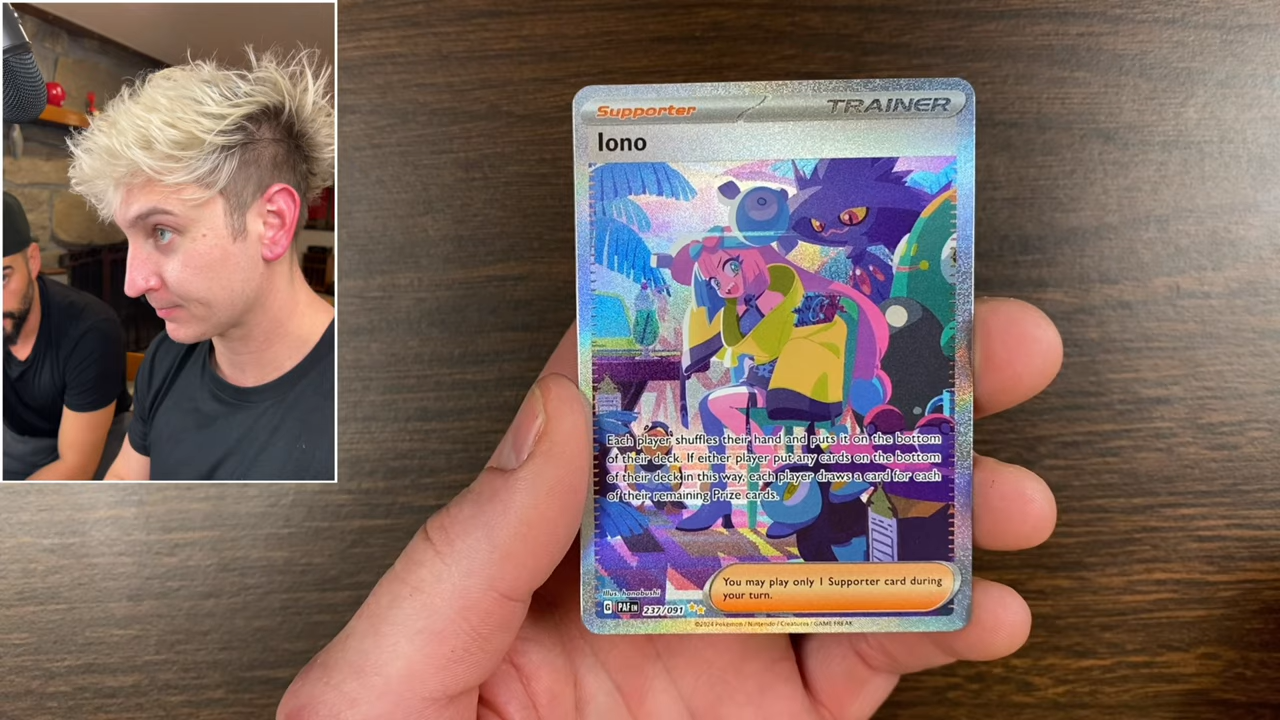 Supporter TRAINER
Iono
Each player shuffles their hand and puts it on the bottom
of their deck. If either player put any cards on the bottom
of their deck in this way, each player draws a card for each
of their remaining Prize cards.
You may play only 1 Supporter card during
your turn.
Illus. hanabushi
G PAF EN 237/091
©2024 Pokémon / Nintendo / Creatures / GAME FREAK